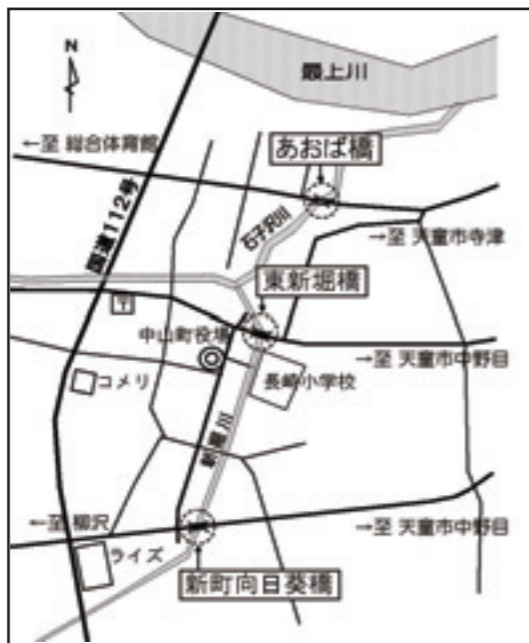 N
最上川
←至 総合体育館
あおば橋
国道112号
石子沢川
→至 天童市寺津
東新堀橋
〒
中山町役場
→至 天童市中野目
コメリ
長崎小学校
新堀川
←至 柳沢
→至 天童市中野目
ライズ
新町向日葵橋